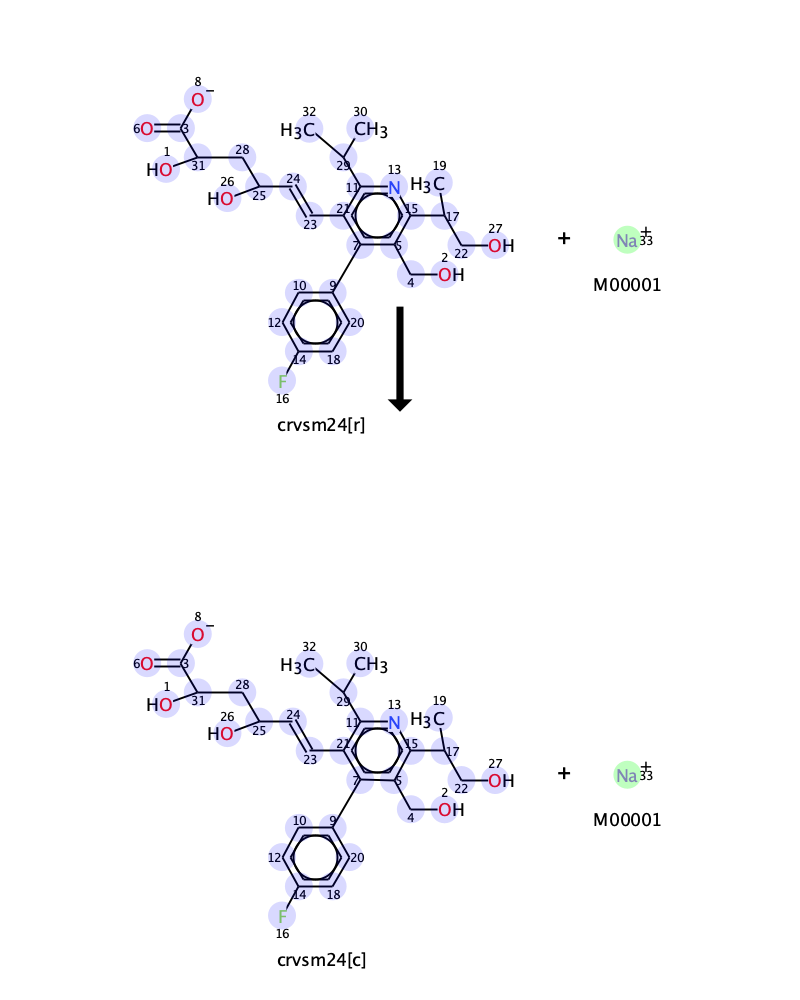 8
O−
6 O 3
1
HO 31 28
26
HO 25 24 23
32 30
H3C CH3
29
11 13 N
21 15
7 5
19
H3C
17
22 27 OH
2
4 OH
10 9
12 20
14 18
F
16
+ Na+ 33
M00001
crvsm24[r]
8
O−
6 O 3
1
HO 31 28
26
HO 25 24 23
32 30
H3C CH3
29
11 13 N
21 15
7 5
19
H3C
17
22 27 OH
2
4 OH
10 9
12 20
14 18
F
16
+ Na+ 33
M00001
crvsm24[c]